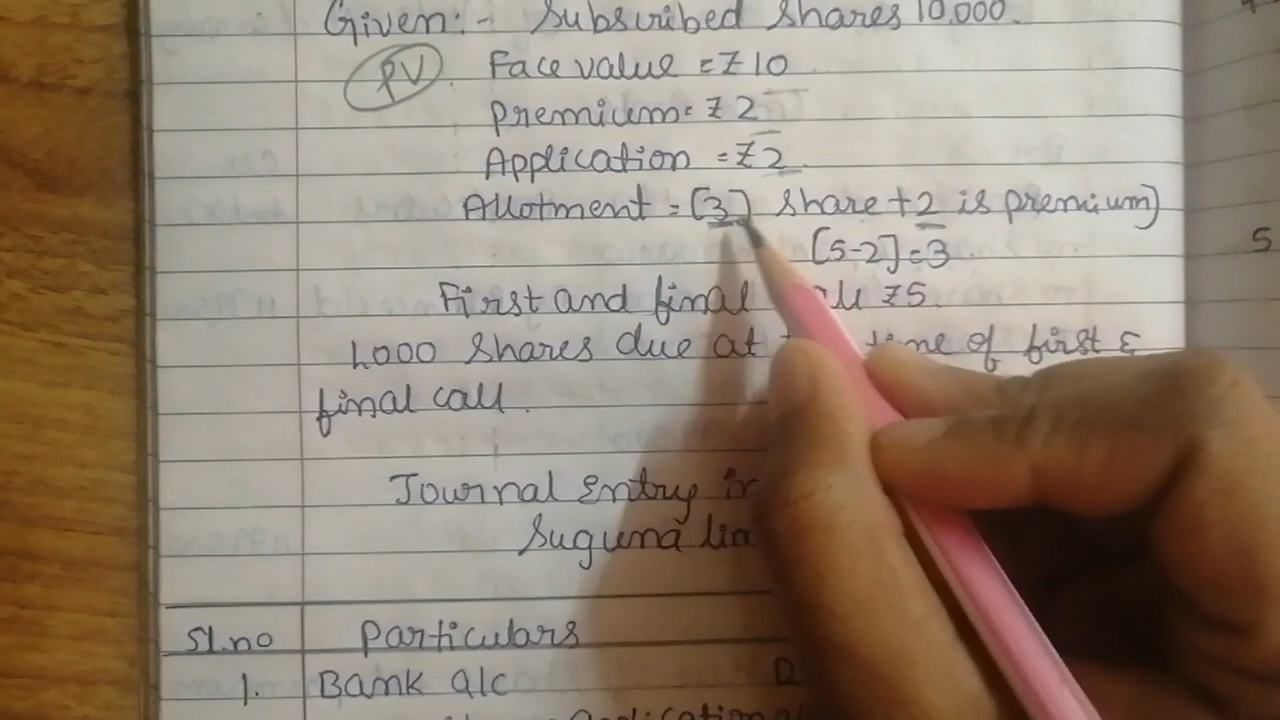 Given:- Subscribed shares 10,000.
PV. Face value = ₹10
Premium = ₹2
Application = ₹2.
Allotment = [3] share + 2 is premium)
[5-2] = 3
First and final ₹5.
1,000 shares due at time of first &
final call.
Journal Entry
Suguna
Sl.no Particulars
1. Bank a/c D